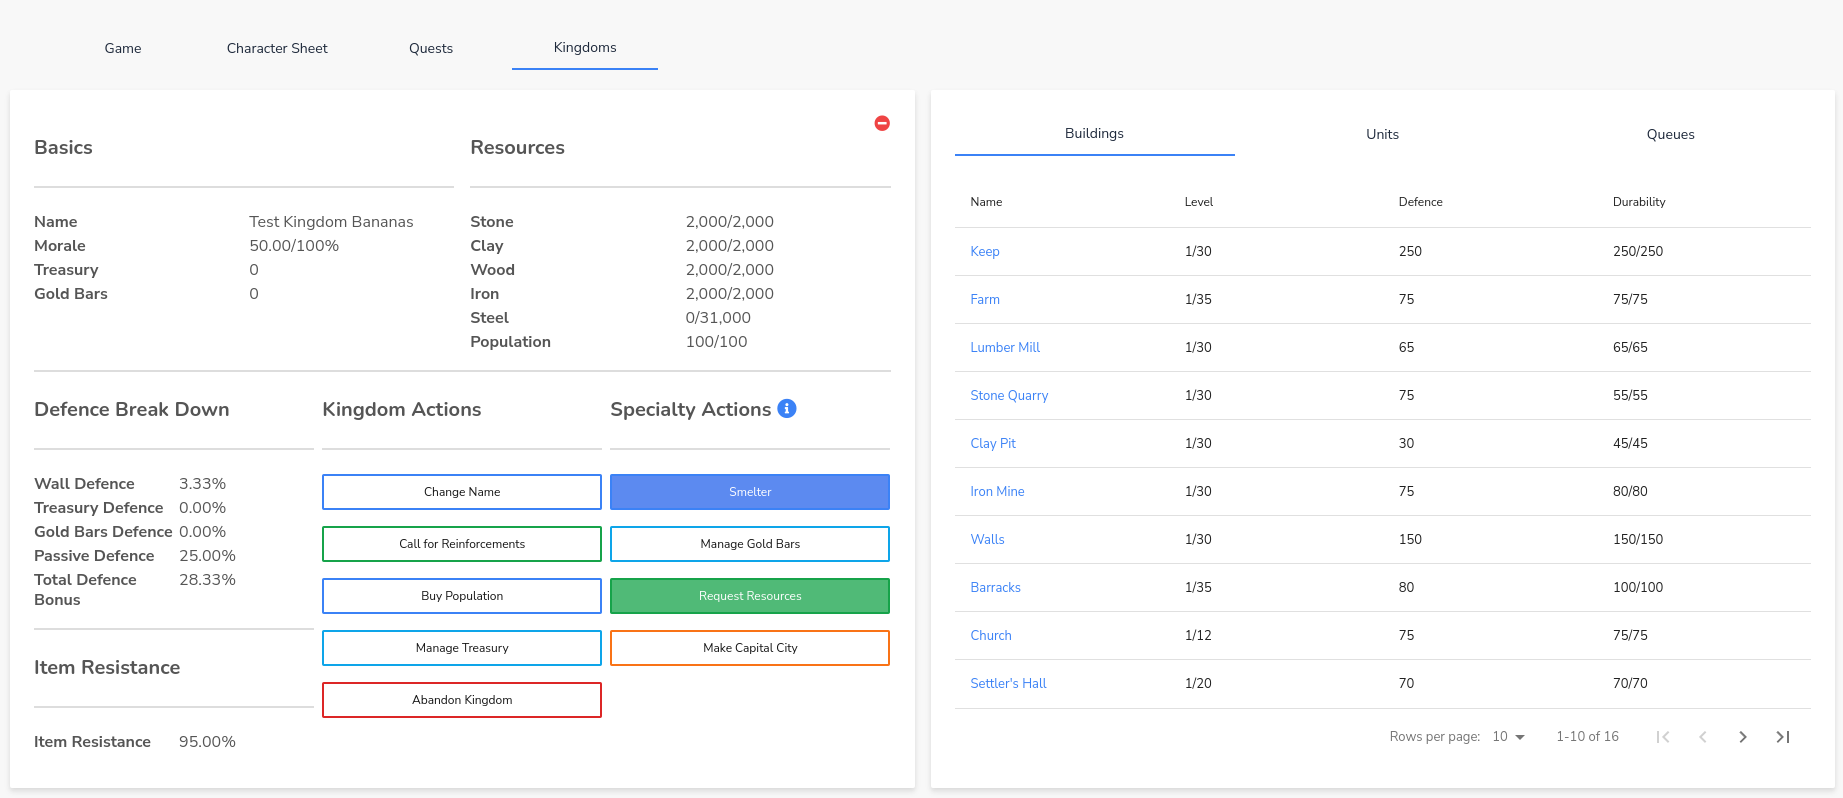 Game Character Sheet Quests Kingdoms
Basics
Name Test Kingdom Bananas
Morale 50.00/100%
Treasury 0
Gold Bars 0
Resources
Stone 2,000/2,000
Clay 2,000/2,000
Wood 2,000/2,000
Iron 2,000/2,000
Steel 0/31,000
Population 100/100
Defence Break Down
Wall Defence 3.33%
Treasury Defence 0.00%
Gold Bars Defence 0.00%
Passive Defence 25.00%
Total Defence 28.33%
Bonus
Item Resistance
Item Resistance 95.00%
Kingdom Actions
Change Name
Call for Reinforcements
Buy Population
Manage Treasury
Abandon Kingdom
Specialty Actions
Smelter
Manage Gold Bars
Request Resources
Make Capital City
Buildings Units Queues
Name Level Defence Durability
Keep 1/30 250 250/250
Farm 1/35 75 75/75
Lumber Mill 1/30 65 65/65
Stone Quarry 1/30 75 55/55
Clay Pit 1/30 30 45/45
Iron Mine 1/30 75 80/80
Walls 1/30 150 150/150
Barracks 1/35 80 100/100
Church 1/12 75 75/75
Settler's Hall 1/20 70 70/70
Rows per page: 10 1-10 of 16